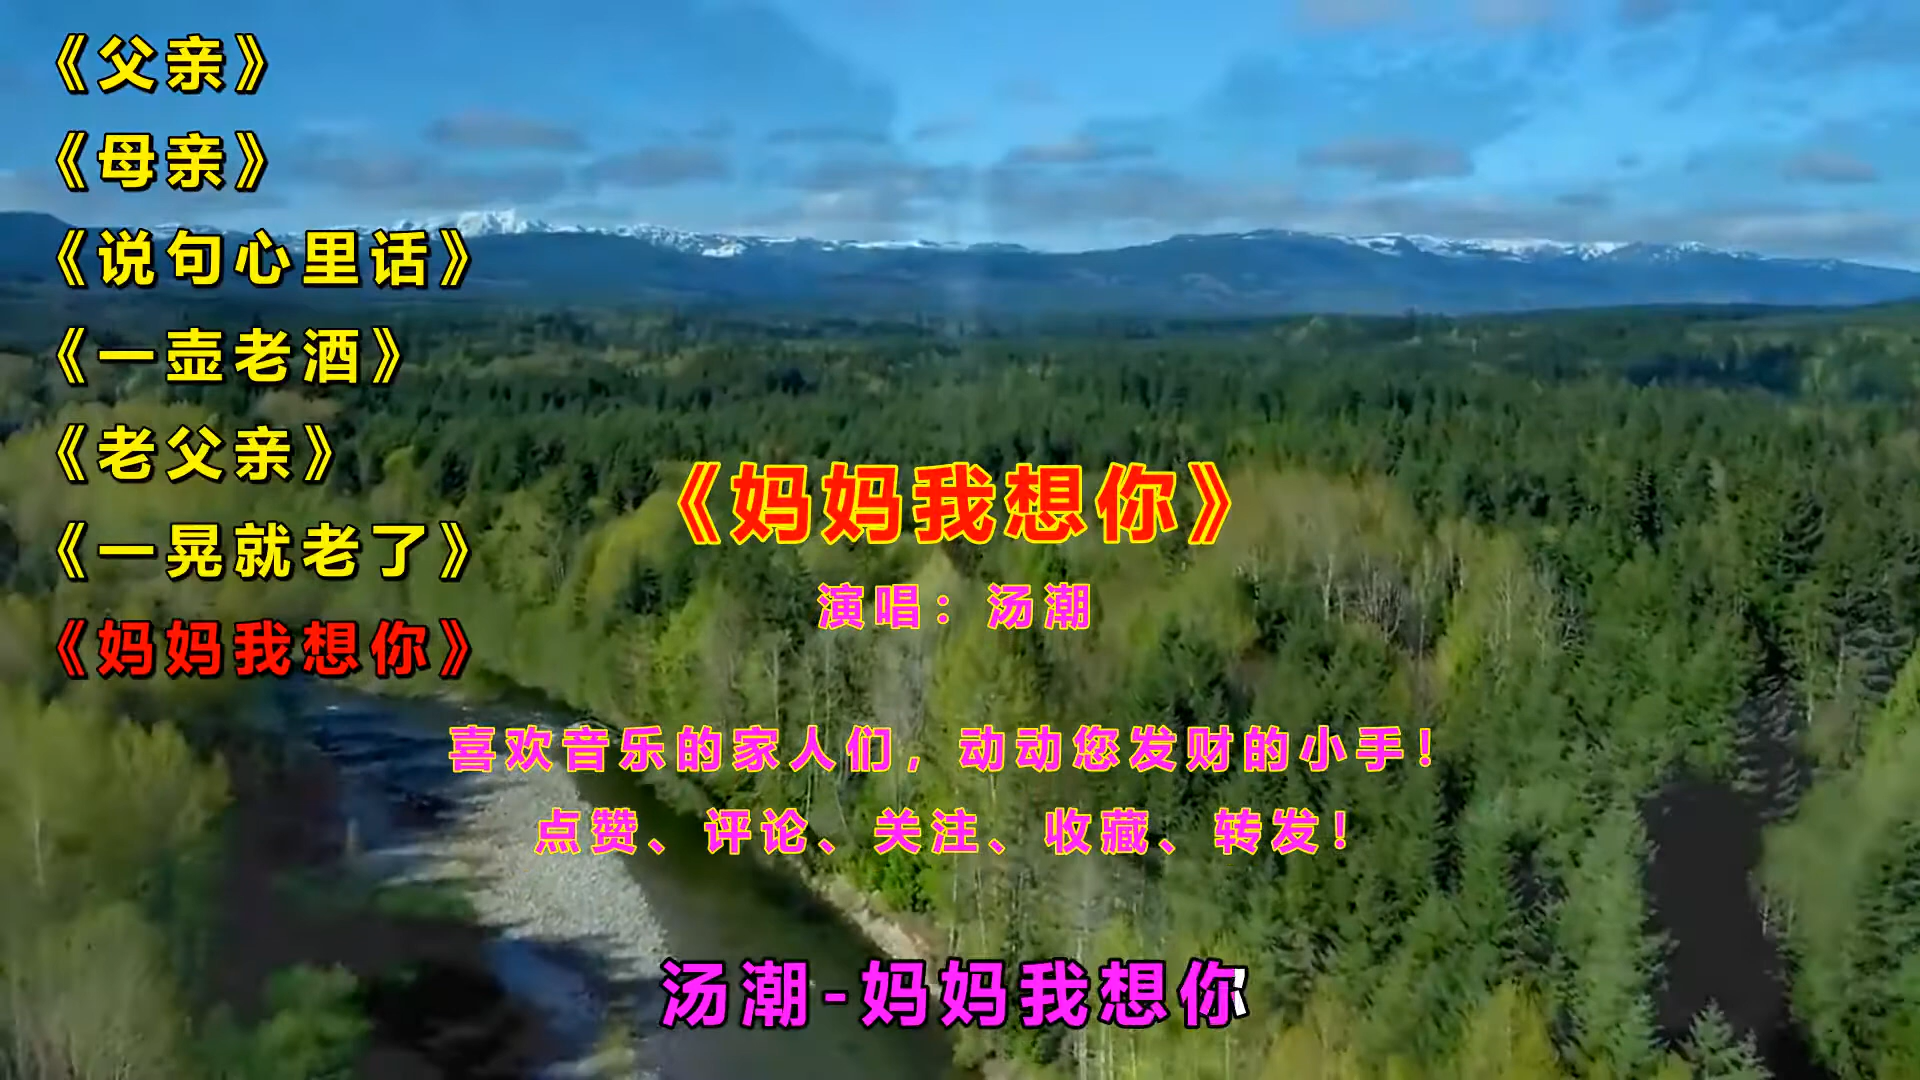 《父亲》
《母亲》
《说句心里话》
《一壶老酒》
《老父亲》
《一晃就老了》
《妈妈我想你》
《妈妈我想你》
演唱：汤潮
喜欢音乐的家人们，动动您发财的小手！
点赞、评论、关注、收藏、转发！
汤潮-妈妈我想你